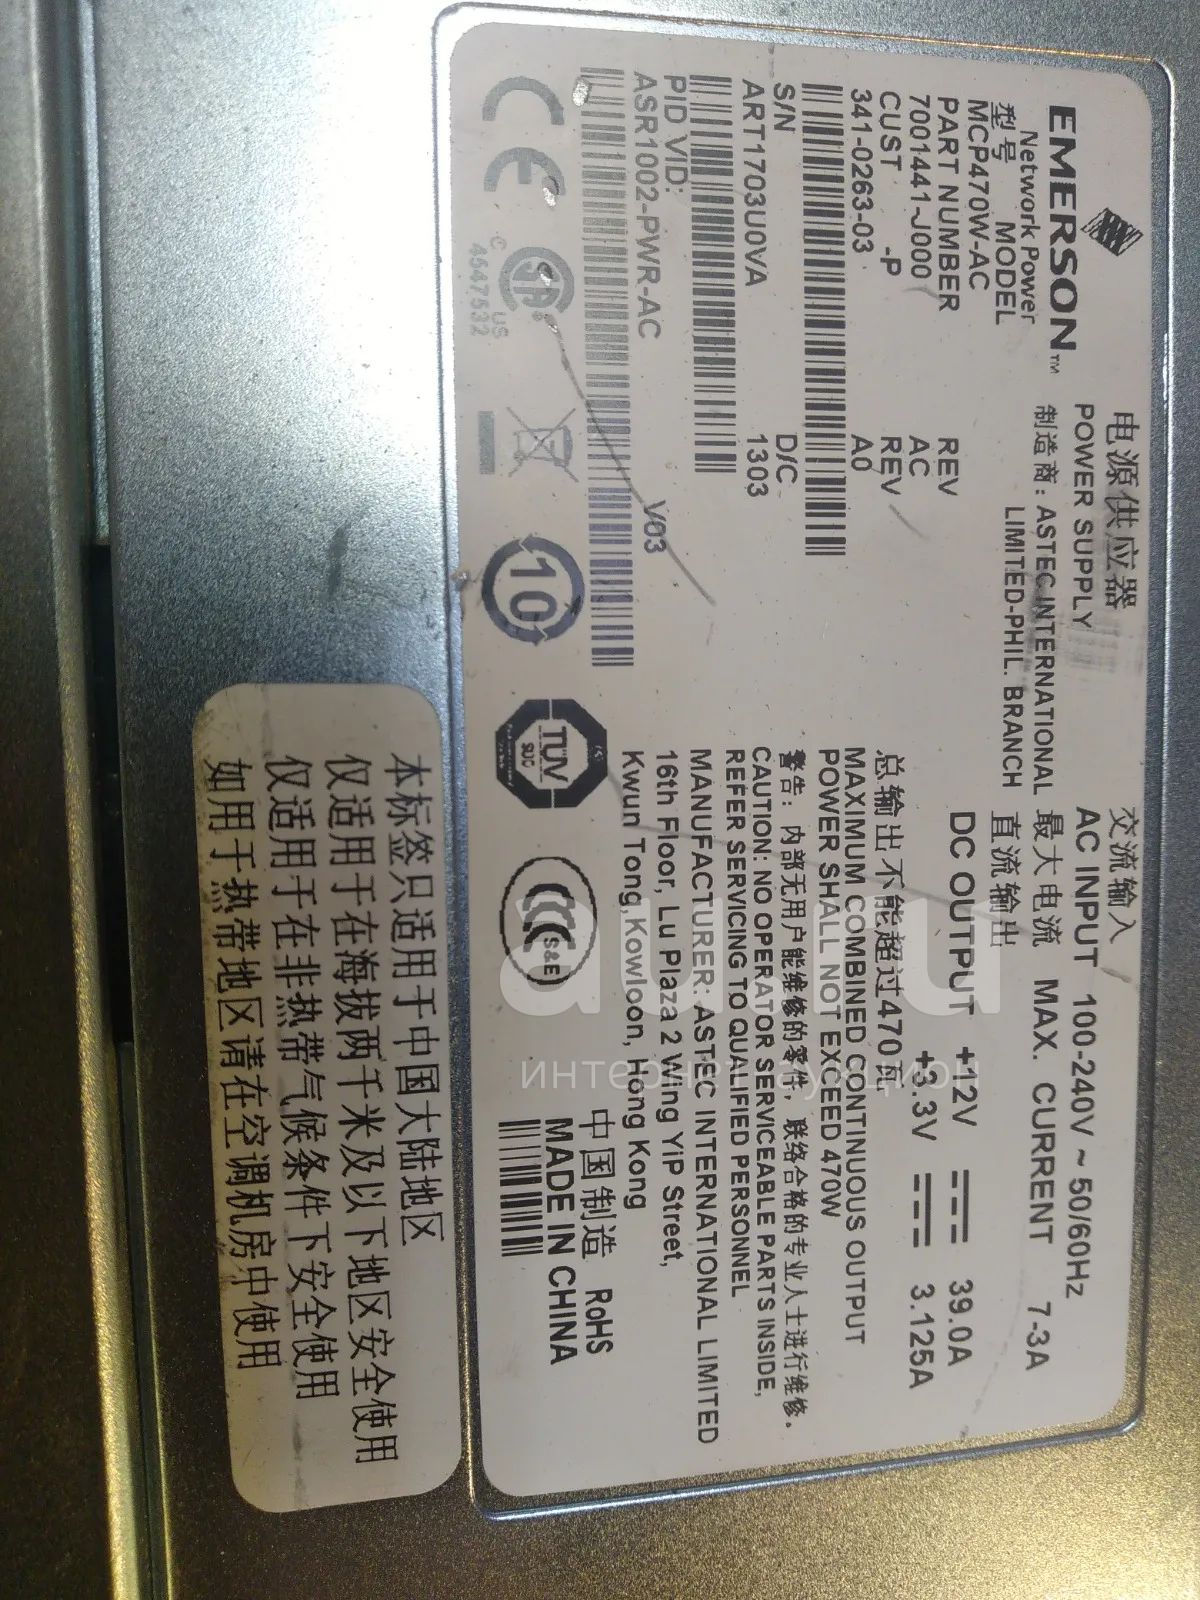 EMERSON™
Network Power
型号 MODEL
MCP470W-AC
PART NUMBER REV
7001441-J000 AC
CUST -P REV
341-0263-03 A0
S/N D/C
ART1703U0VA 1303
PID VID:
ASR1002-PWR-AC V03
电源供应器
POWER SUPPLY
制造商: ASTEC INTERNATIONAL
LIMITED-PHIL. BRANCH
交流输入
AC INPUT 100-240V ~ 50/60Hz
最大电流 MAX. CURRENT 7-3A
直流输出
DC OUTPUT +12V 39.0A
+3.3V 3.125A
总输出不能超过470瓦
MAXIMUM COMBINED CONTINUOUS OUTPUT
POWER SHALL NOT EXCEED 470W
警告: 内部无用户能维修的零件, 联络合格的专业人士进行维修。
CAUTION: NO OPERATOR SERVICEABLE PARTS INSIDE,
REFER SERVICING TO QUALIFIED PERSONNEL
MANUFACTURER: ASTEC INTERNATIONAL LIMITED
16th Floor, Lu Plaza 2 Wing YiP Street,
Kwun Tong, Kowloon, Hong Kong
中国制造 RoHS
MADE IN CHINA
CE
SA
C US
4547532
10
TÜV
SUD
CCC
S&E
本标签只适用于中国大陆地区
仅适用于在海拔两千米及以下地区安全使用
仅适用于在非热带气候条件下安全使用
如用于热带地区请在空调机房中使用
au.ru
интернет-аукцион